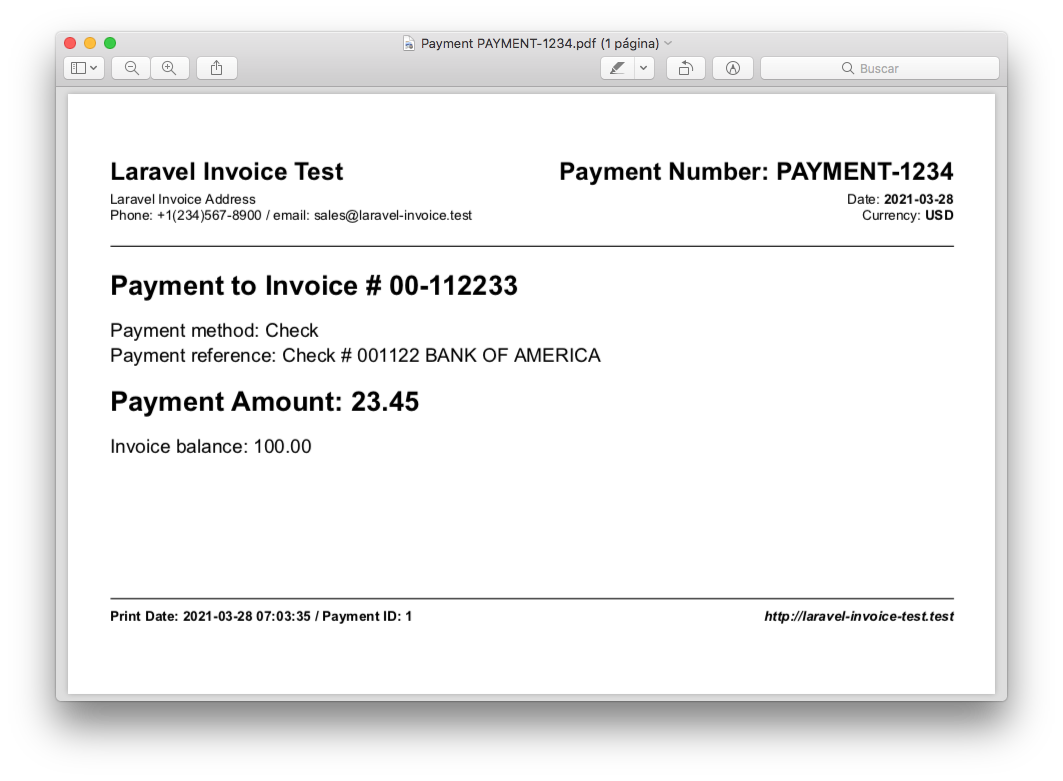 Payment PAYMENT-1234.pdf (1 página)
Buscar
Laravel Invoice Test
Payment Number: PAYMENT-1234
Laravel Invoice Address
Date: 2021-03-28
Phone: +1(234)567-8900 / email: sales@laravel-invoice.test
Currency: USD
Payment to Invoice # 00-112233
Payment method: Check
Payment reference: Check # 001122 BANK OF AMERICA
Payment Amount: 23.45
Invoice balance: 100.00
Print Date: 2021-03-28 07:03:35 / Payment ID: 1
http://laravel-invoice-test.test